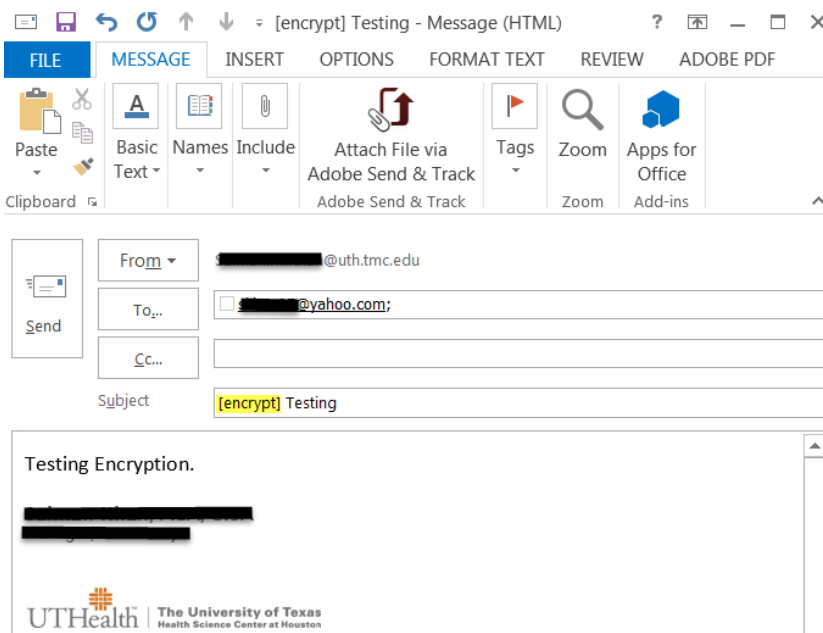 [encrypt] Testing - Message (HTML) ?
FILE MESSAGE INSERT OPTIONS FORMAT TEXT REVIEW ADOBE PDF
Paste
Basic Text
Names
Include
Attach File via Adobe Send & Track
Tags
Zoom
Apps for Office
Clipboard Adobe Send & Track Zoom Add-ins
Send
From @uth.tmc.edu
To... @yahoo.com;
Cc...
Subject [encrypt] Testing
Testing Encryption.
UTHealth The University of Texas
Health Science Center at Houston